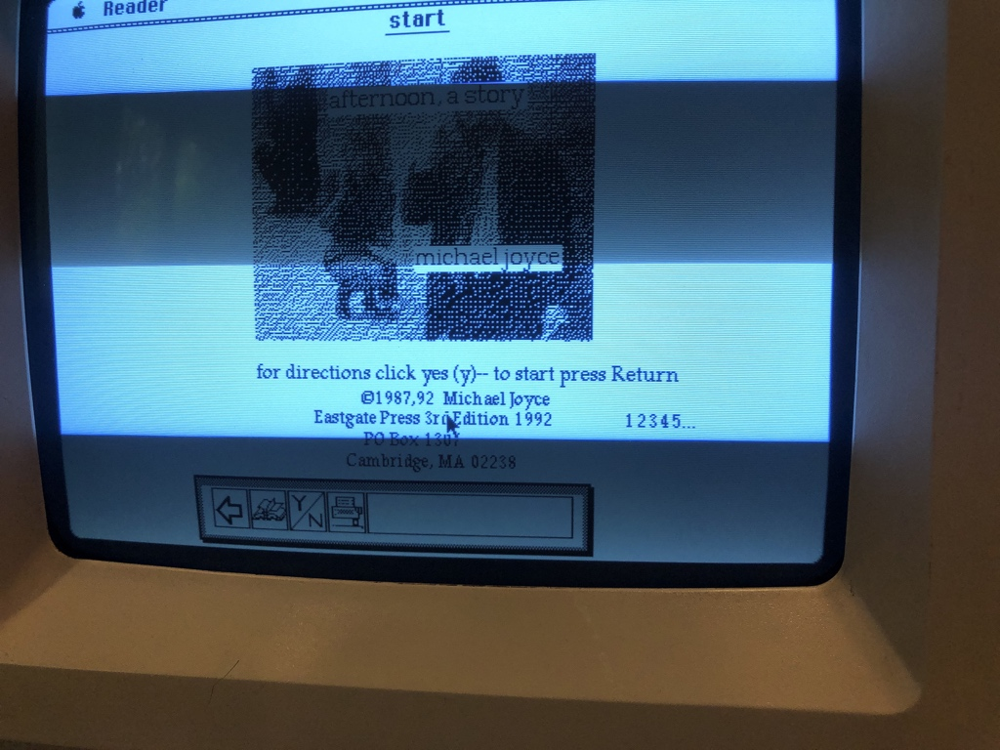 Reader
start
afternoon, a story
michael joyce
for directions click yes (y)-- to start press Return
©1987,92 Michael Joyce
Eastgate Press 3rd Edition 1992
12345...
PO Box 1307
Cambridge, MA 02238
Y/N